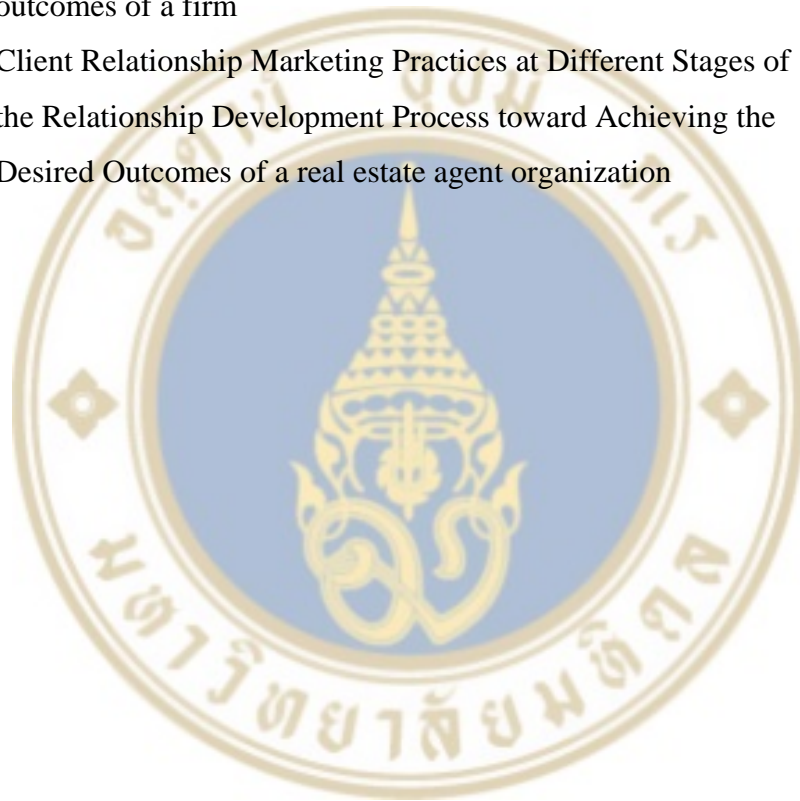 outcomes of a firm
Client Relationship Marketing Practices at Different Stages of
the Relationship Development Process toward Achieving the
Desired Outcomes of a real estate agent organization
มหาวิทยาลัยมหิดล